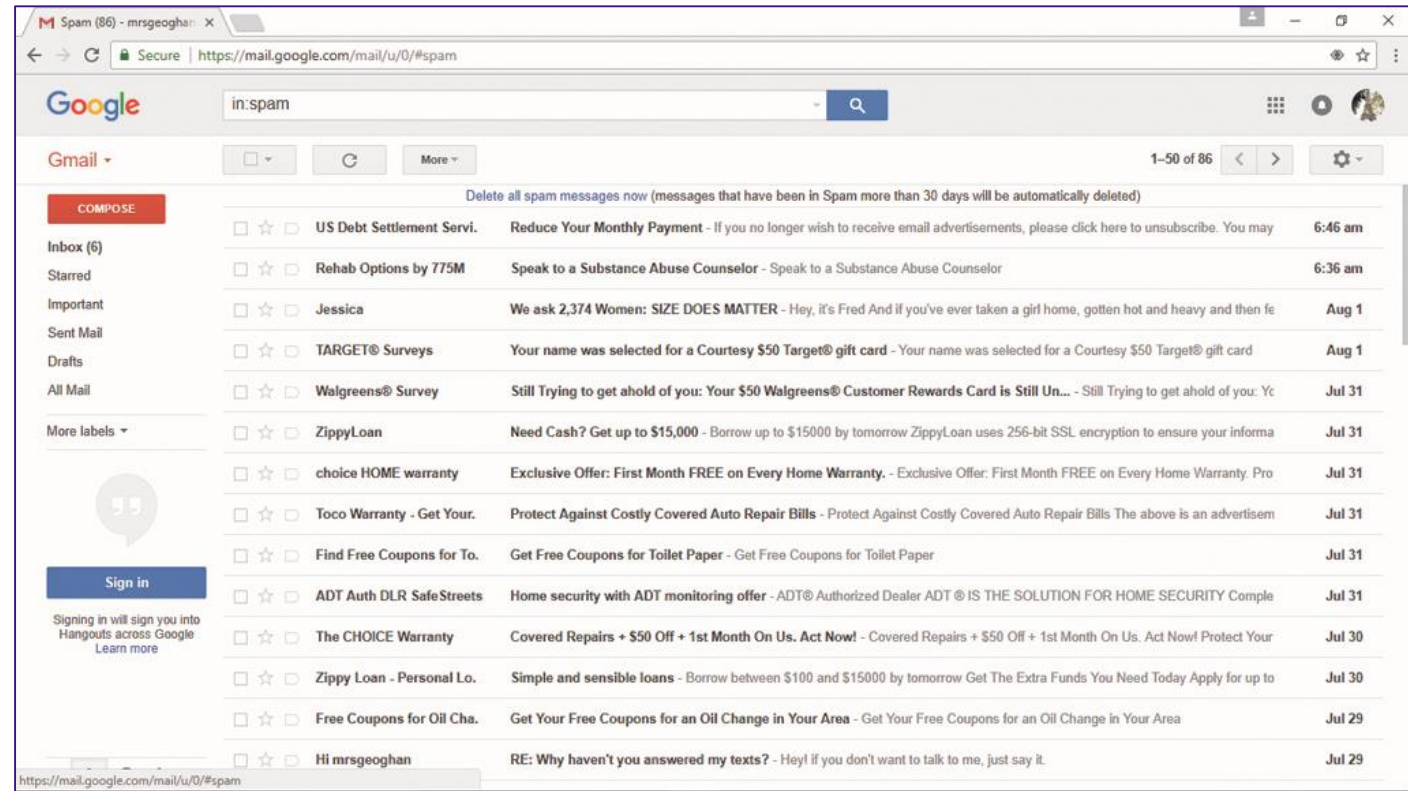 Spam (86) - mrsgeoghan
Secure | https://mail.google.com/mail/u/0/#spam
Google
in:spam
Gmail
More
1–50 of 86
COMPOSE
Inbox (6)
Starred
Important
Sent Mail
Drafts
All Mail
More labels
Sign in
Signing in will sign you into
Hangouts across Google
Learn more
Delete all spam messages now (messages that have been in Spam more than 30 days will be automatically deleted)
US Debt Settlement Servi. Reduce Your Monthly Payment - If you no longer wish to receive email advertisements, please click here to unsubscribe. You may 6:46 am
Rehab Options by 775M Speak to a Substance Abuse Counselor - Speak to a Substance Abuse Counselor 6:36 am
Jessica We ask 2,374 Women: SIZE DOES MATTER - Hey, it's Fred And if you've ever taken a girl home, gotten hot and heavy and then fe Aug 1
TARGET® Surveys Your name was selected for a Courtesy $50 Target® gift card - Your name was selected for a Courtesy $50 Target® gift card Aug 1
Walgreens® Survey Still Trying to get ahold of you: Your $50 Walgreens® Customer Rewards Card is Still Un... - Still Trying to get ahold of you: Yc Jul 31
ZippyLoan Need Cash? Get up to $15,000 - Borrow up to $15000 by tomorrow ZippyLoan uses 256-bit SSL encryption to ensure your informa Jul 31
choice HOME warranty Exclusive Offer: First Month FREE on Every Home Warranty. - Exclusive Offer: First Month FREE on Every Home Warranty. Pro Jul 31
Toco Warranty - Get Your. Protect Against Costly Covered Auto Repair Bills - Protect Against Costly Covered Auto Repair Bills The above is an advertisem Jul 31
Find Free Coupons for To. Get Free Coupons for Toilet Paper - Get Free Coupons for Toilet Paper Jul 31
ADT Auth DLR SafeStreets Home security with ADT monitoring offer - ADT® Authorized Dealer ADT ® IS THE SOLUTION FOR HOME SECURITY Comple Jul 31
The CHOICE Warranty Covered Repairs + $50 Off + 1st Month On Us. Act Now! - Covered Repairs + $50 Off + 1st Month On Us. Act Now! Protect Your Jul 30
Zippy Loan - Personal Lo. Simple and sensible loans - Borrow between $100 and $15000 by tomorrow Get The Extra Funds You Need Today Apply for up to Jul 30
Free Coupons for Oil Cha. Get Your Free Coupons for an Oil Change in Your Area - Get Your Free Coupons for an Oil Change in Your Area Jul 29
Hi mrsgeoghan RE: Why haven't you answered my texts? - Hey! if you don't want to talk to me, just say it. Jul 29
https://mail.google.com/mail/u/0/#spam